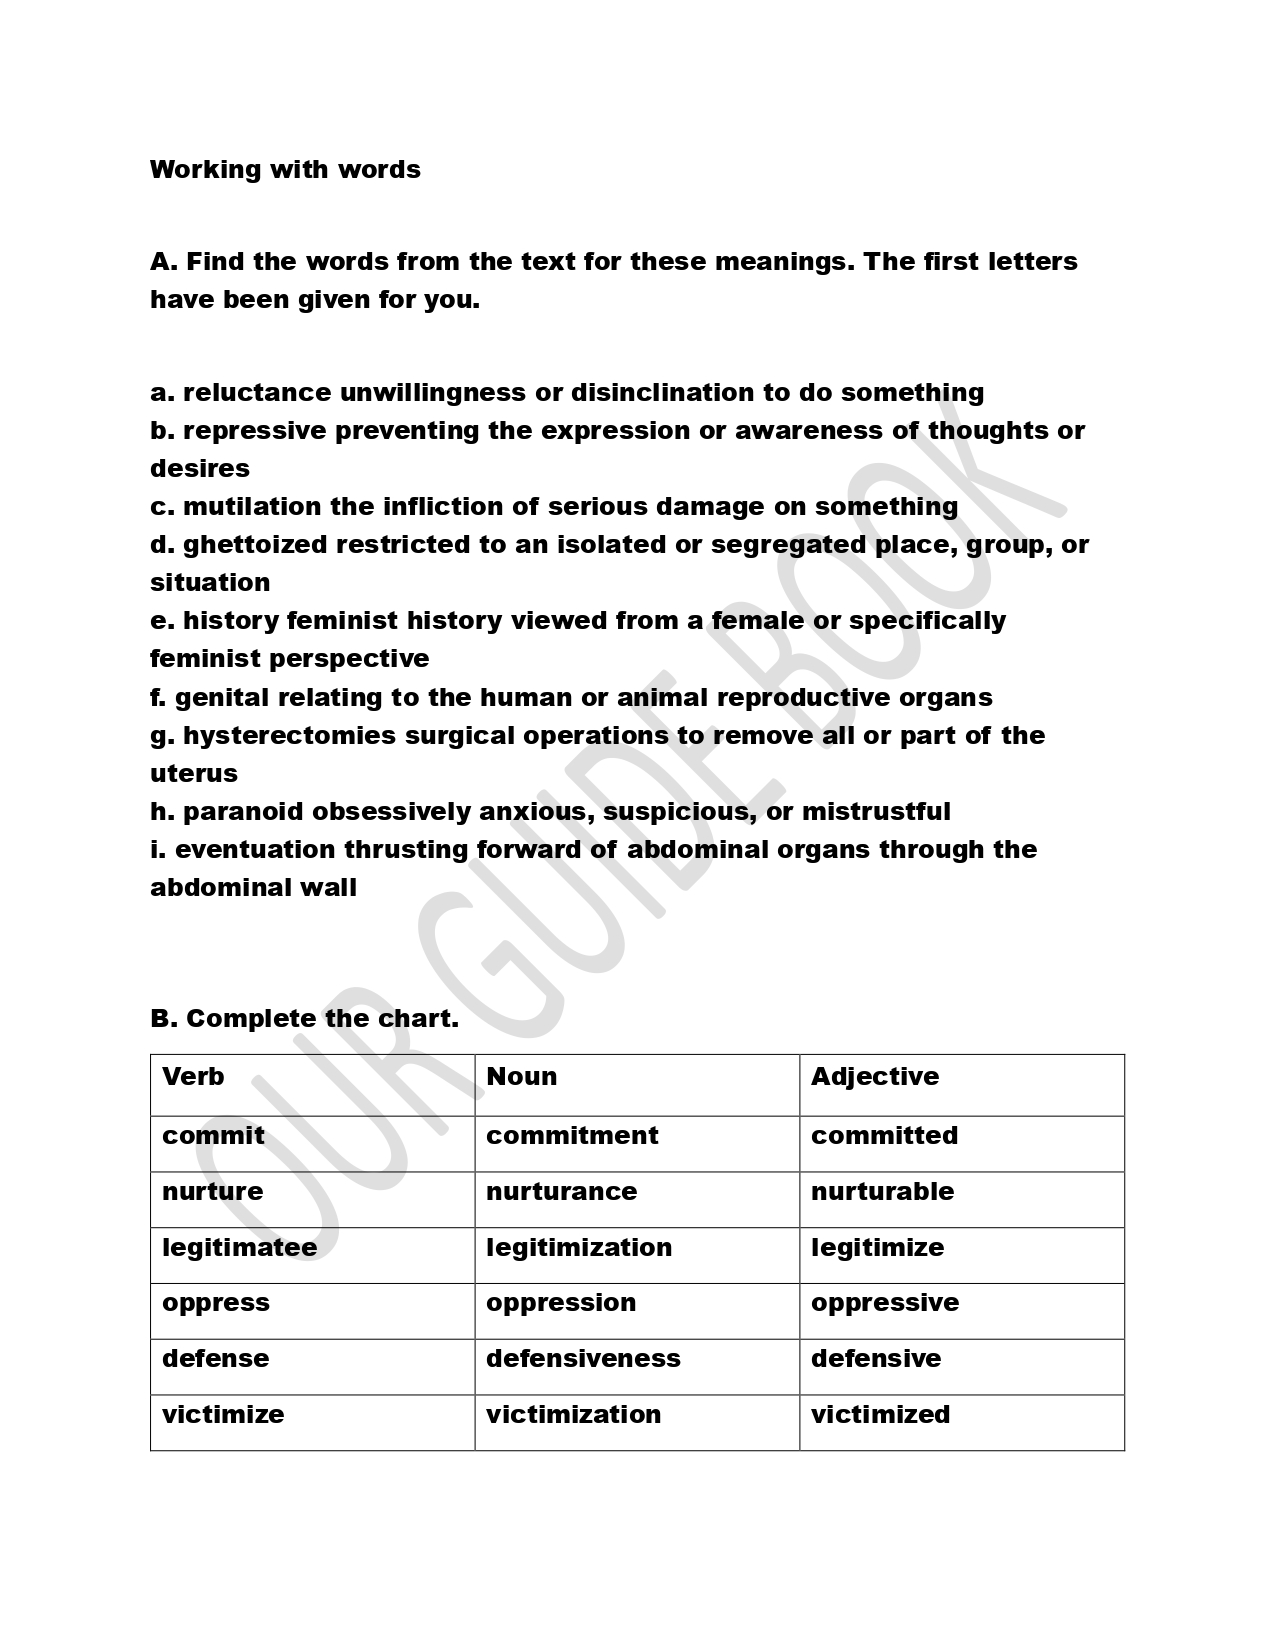 Working with words
A. Find the words from the text for these meanings. The first letters
have been given for you.
a. reluctance unwillingness or disinclination to do something
b. repressive preventing the expression or awareness of thoughts or
desires
c. mutilation the infliction of serious damage on something
d. ghettoized restricted to an isolated or segregated place, group, or
situation
e. history feminist history viewed from a female or specifically
feminist perspective
f. genital relating to the human or animal reproductive organs
g. hysterectomies surgical operations to remove all or part of the
uterus
h. paranoid obsessively anxious, suspicious, or mistrustful
i. eventuation thrusting forward of abdominal organs through the
abdominal wall
B. Complete the chart.
Verb Noun Adjective
commit commitment committed
nurture nurturance nurturable
legitimatee legitimization legitimize
oppress oppression oppressive
defense defensiveness defensive
victimize victimization victimized
OUR GUIDE BOOK